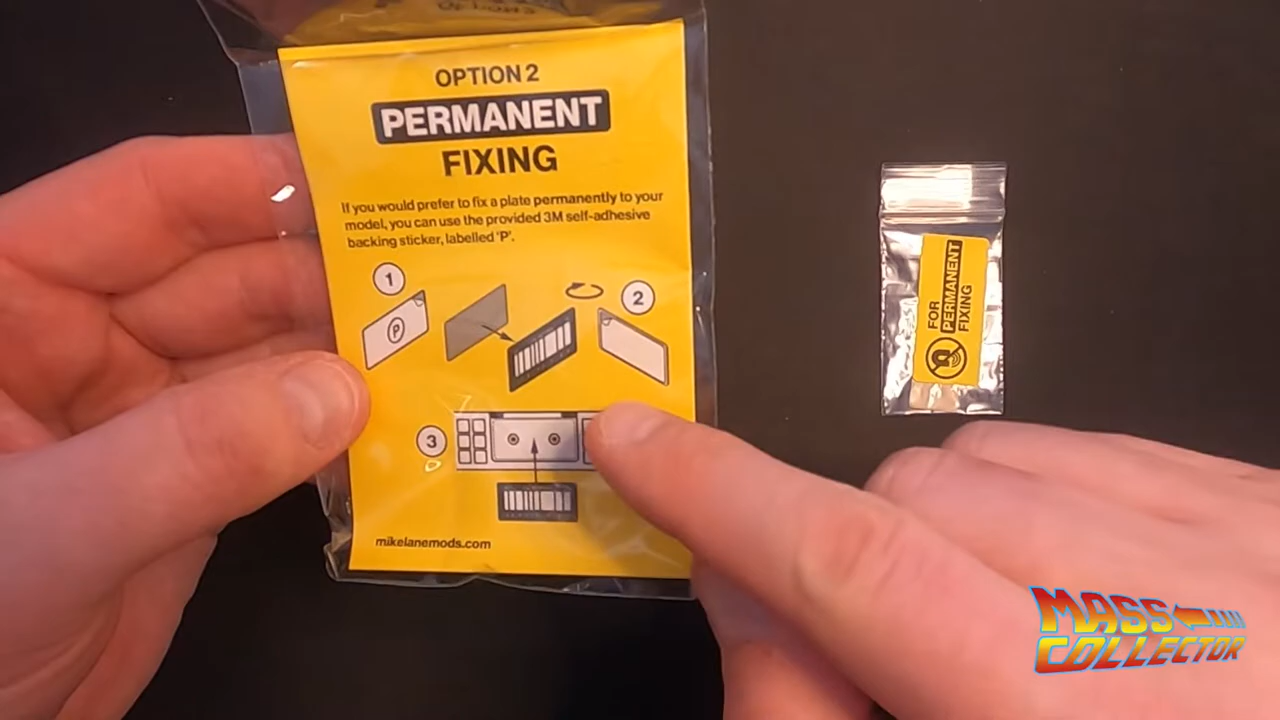 OPTION 2
PERMANENT
FIXING
If you would prefer to fix a plate permanently to your
model, you can use the provided 3M self-adhesive
backing sticker, labelled 'P'.
1
2
P
3
mikelanemods.com
FOR
PERMANENT
FIXING
MASS
COLLECTOR